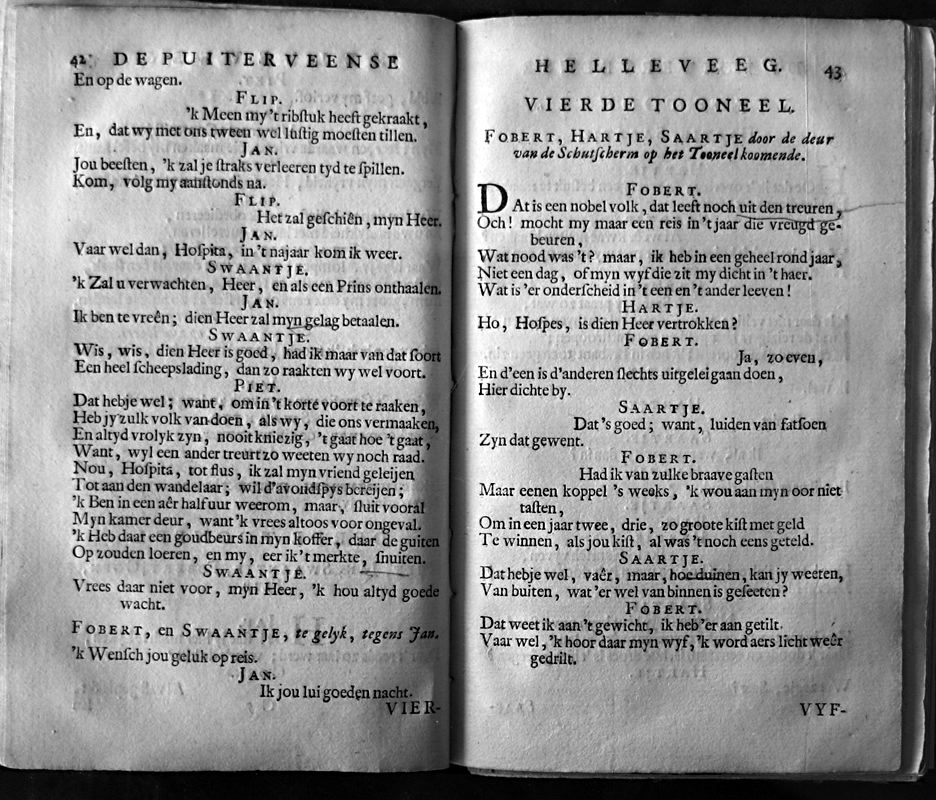 42 DE PUITERVEENSE
En op de wagen.
FLIP.
'k Meen my 't ribſtuk heeft gekraakt,
En, dat wy met ons tween wel luſtig moeſten tillen.
JAN.
Jou beeſten, 'k zal je ſtraks verleeren tyd te ſpillen.
Kom, volg my aanſtonds na.
FLIP.
Het zal geſchiên, myn Heer.
JAN.
Vaar wel dan, Hoſpita, in 't najaar kom ik weer.
SWAANTJE.
'k Zal u verwachten, Heer, en als een Prins onthaalen.
JAN.
Ik ben te vreên; dien Heer zal myn gelag betaalen.
SWAANTJE.
Wis, wis, dien Heer is goed, had ik maar van dat ſoort
Een heel ſcheepslading, dan zo raakten wy wel voort.
PIET.
Dat hebje wel; want, om in 't korte voort te raaken,
Heb jy zulk volk van doen, als wy, die ons vermaaken,
En altyd vrolyk zyn, nooit kniezig, 't gaat hoe 't gaat,
Want, wyl een ander treurt zo weeten wy noch raad.
Nou, Hoſpita, tot flus, ik zal myn vriend geleijen
Tot aan den wandelaar; wil d'avondſpys bereijen;
'k Ben in een aêr half uur weerom, maar, ſluit vooral
Myn kamer deur, want 'k vrees altoos voor ongeval.
'k Heb daar een goudbeurs in myn koffer, daar de guiten
Op zouden loeren, en my, eer ik 't merkte, ſnuiten.
SWAANTJE.
Vrees daar niet voor, myn Heer, 'k hou altyd goede
wacht.
FOBERT, en SWAANTJE, te gelyk, tegens Jan.
'k Wenſch jou geluk op reis.
JAN.
Ik jou lui goeden nacht.
VIER-
HELLEVEEG. 43
VIERDE TOONEEL.
FOBERT, HARTJE, SAARTJE door de deur
van de Schutſcherm op het Tooneel koomende.
FOBERT.
DAt is een nobel volk, dat leeft noch uit den treuren,
Och! mocht my maar een reis in 't jaar die vreugd ge-
beuren,
Wat nood was 't? maar, ik heb in een geheel rond jaar,
Niet een dag, of myn wyf die zit my dicht in 't haer.
Wat is 'er onderſcheid in 't een en 't ander leeven!
HARTJE.
Ho, Hoſpes, is dien Heer vertrokken?
FOBERT.
Ja, zo even,
En d'een is d'anderen ſlechts uitgelei gaan doen,
Hier dichte by.
SAARTJE.
Dat 's goed; want, luiden van fatſoen
Zyn dat gewent.
FOBERT.
Had ik van zulke braave gaſten
Maar eenen koppel 's weeks, 'k wou aan myn oor niet
taſten,
Om in een jaar twee, drie, zo groote kiſt met geld
Te winnen, als jou kiſt, al was 't noch eens geteld.
SAARTJE.
Dat hebje wel, vaêr, maar, hoe duinen, kan jy weeten,
Van buiten, wat 'er wel van binnen is geſeeten?
FOBERT.
Dat weet ik aan 't gewicht, ik heb 'er aan getilt.
Vaar wel, 'k hoor daar myn wyf, 'k word aers licht weêr
gedrilt.
VYF-